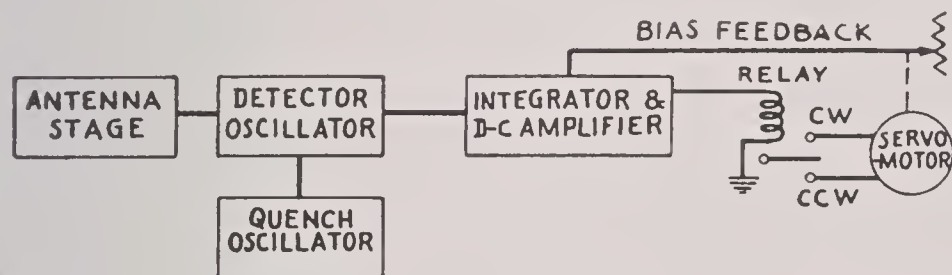 BIAS FEEDBACK
ANTENNA
STAGE
DETECTOR
OSCILLATOR
INTEGRATOR &
D-C AMPLIFIER
RELAY
CW
SERVO
MOTOR
CCW
QUENCH
OSCILLATOR